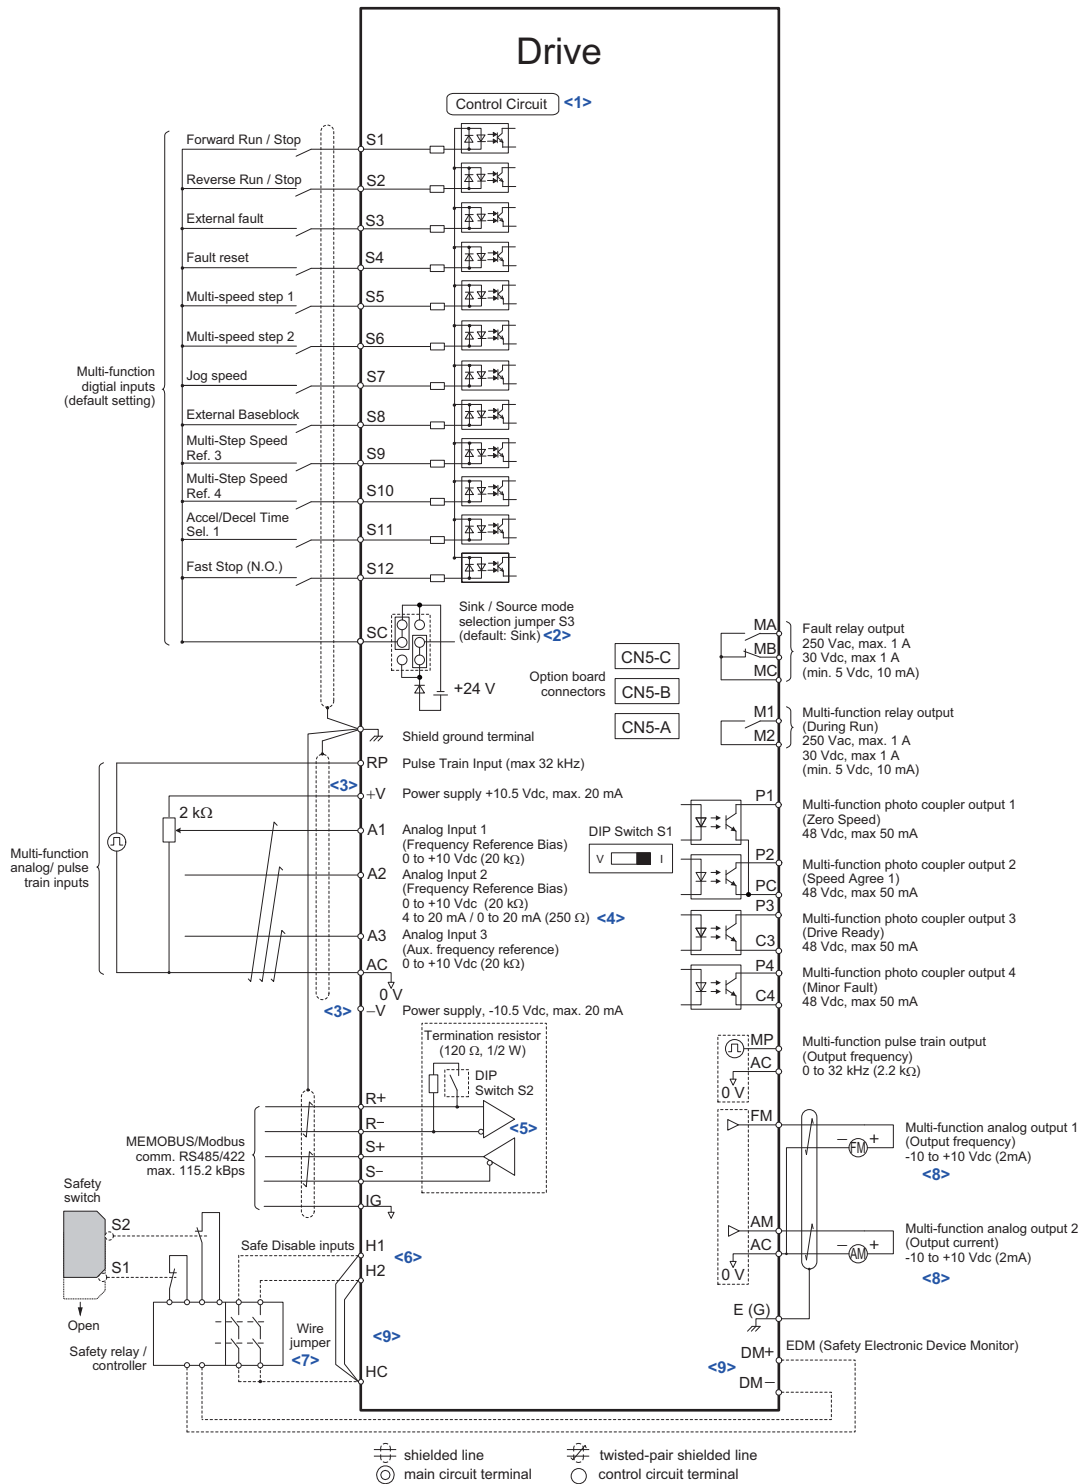 Drive
Control Circuit <1>
Forward Run / Stop
S1
Reverse Run / Stop
S2
External fault
S3
Fault reset
S4
Multi-speed step 1
S5
Multi-speed step 2
S6
Jog speed
S7
External Baseblock
S8
Multi-Step Speed
Ref. 3
S9
Multi-Step Speed
Ref. 4
S10
Accel/Decel Time
Sel. 1
S11
Fast Stop (N.O.)
S12
Multi-function
digtial inputs
(default setting)
SC
Sink / Source mode
selection jumper S3
(default: Sink) <2>
+24 V
Option board
connectors
CN5-C
CN5-B
CN5-A
MA
MB
MC
Fault relay output
250 Vac, max. 1 A
30 Vdc, max 1 A
(min. 5 Vdc, 10 mA)
M1
M2
Multi-function relay output
(During Run)
250 Vac, max. 1 A
30 Vdc, max 1 A
(min. 5 Vdc, 10 mA)
Shield ground terminal
RP
Pulse Train Input (max 32 kHz)
<3>
+V
Power supply +10.5 Vdc, max. 20 mA
2 kΩ
A1
Analog Input 1
(Frequency Reference Bias)
0 to +10 Vdc (20 kΩ)
A2
Analog Input 2
(Frequency Reference Bias)
0 to +10 Vdc (20 kΩ)
4 to 20 mA / 0 to 20 mA (250 Ω) <4>
A3
Analog Input 3
(Aux. frequency reference)
0 to +10 Vdc (20 kΩ)
AC
0 V
<3>
−V
Power supply, -10.5 Vdc, max. 20 mA
Multi-function
analog/ pulse
train inputs
DIP Switch S1
V I
P1
Multi-function photo coupler output 1
(Zero Speed)
48 Vdc, max 50 mA
P2
PC
Multi-function photo coupler output 2
(Speed Agree 1)
48 Vdc, max 50 mA
P3
C3
Multi-function photo coupler output 3
(Drive Ready)
48 Vdc, max 50 mA
P4
C4
Multi-function photo coupler output 4
(Minor Fault)
48 Vdc, max 50 mA
Termination resistor
(120 Ω, 1/2 W)
DIP
Switch S2
<5>
R+
R−
S+
S−
IG
MEMOBUS/Modbus
comm. RS485/422
max. 115.2 kBps
MP
AC
0 V
Multi-function pulse train output
(Output frequency)
0 to 32 kHz (2.2 kΩ)
FM
− FM +
Multi-function analog output 1
(Output frequency)
-10 to +10 Vdc (2mA)
<8>
AM
AC
0 V
− AM +
Multi-function analog output 2
(Output current)
-10 to +10 Vdc (2mA)
<8>
E (G)
Safety
switch
S2
S1
Open
Safety relay /
controller
Safe Disable inputs
H1
<6>
H2
Wire
jumper
<7>
<9>
HC
EDM (Safety Electronic Device Monitor)
<9>
DM+
DM−
shielded line
twisted-pair shielded line
main circuit terminal
control circuit terminal